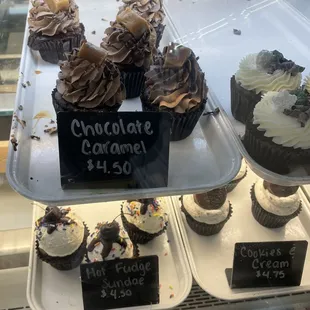 Chocolate
Caramel
$4.50
Hot Fudge
Sundae
$4.50
Cookies &
Cream
$4.75